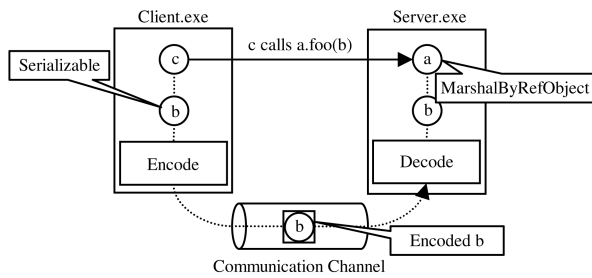 Client.exe
Server.exe
c calls a.foo(b)
Serializable
c
a
MarshalByRefObject
b
b
Encode
Decode
b
Encoded b
Communication Channel